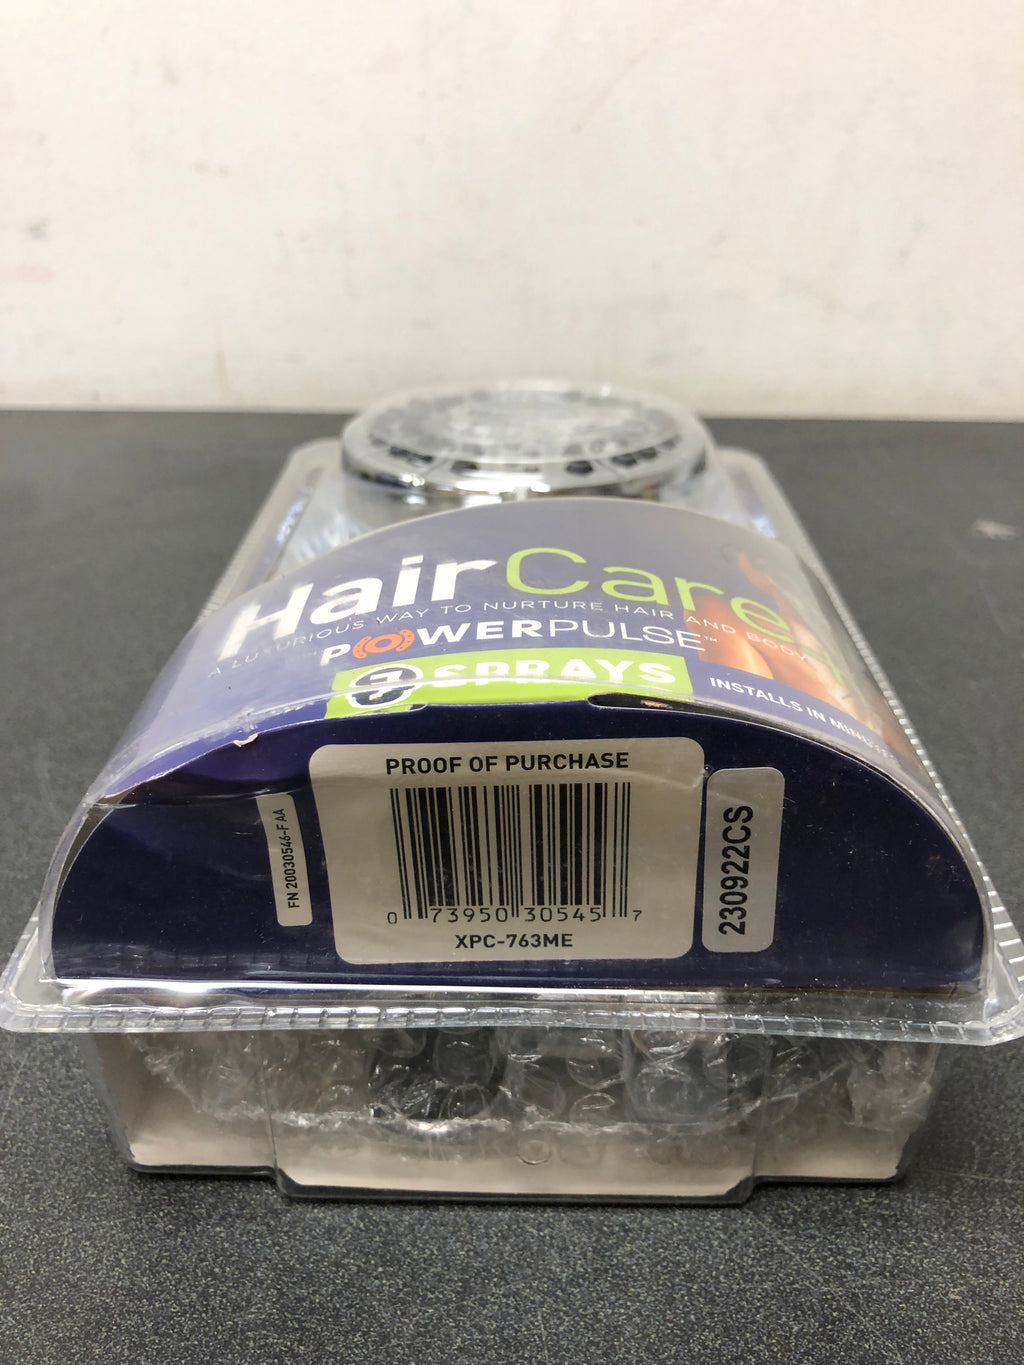 HairCare
A LUXURIOUS WAY TO NURTURE HAIR AND BODY
POWERPULSE™
SPRAYS
INSTALLS IN MINUTES
PROOF OF PURCHASE
FN 20030546-F AA
0 73950 30545 7
XPC-763ME
230922CS